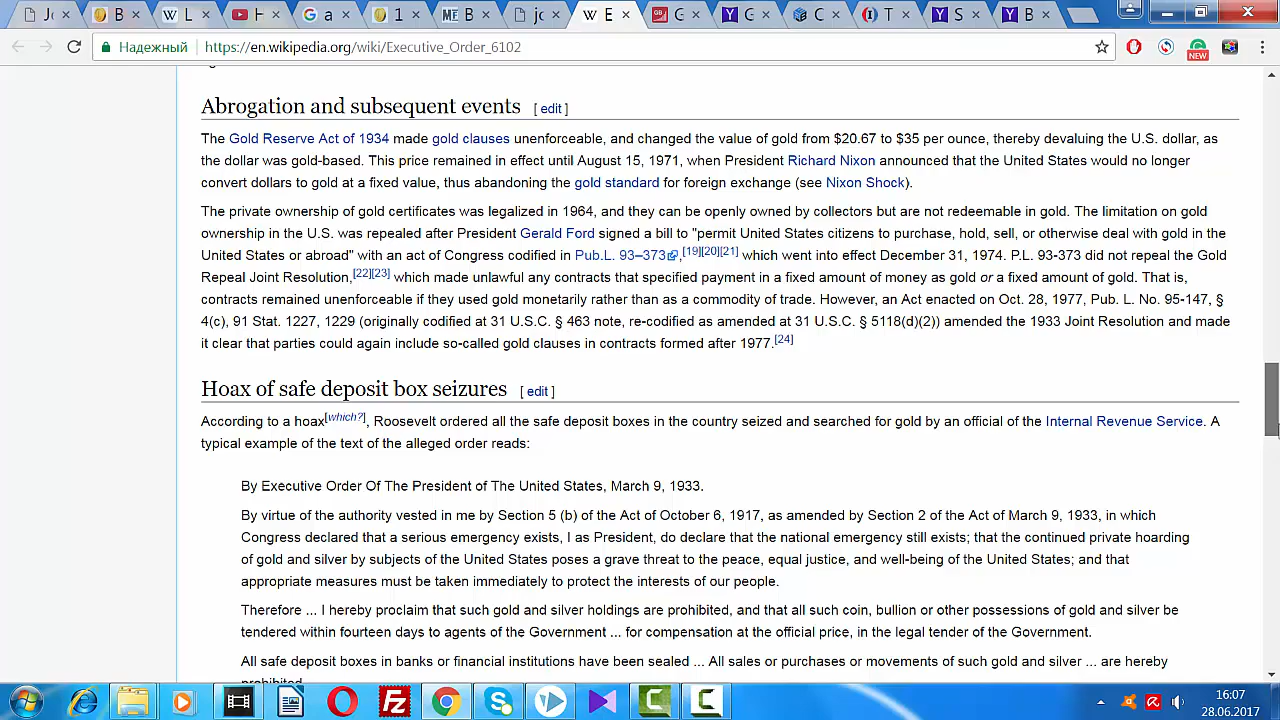 J
B
L
H
a
1
B
jc
E
C
C
C
T
S
B
Надежный
https://en.wikipedia.org/wiki/Executive_Order_6102
NEW
Abrogation and subsequent events [ edit ]
The Gold Reserve Act of 1934 made gold clauses unenforceable, and changed the value of gold from $20.67 to $35 per ounce, thereby devaluing the U.S. dollar, as
the dollar was gold-based. This price remained in effect until August 15, 1971, when President Richard Nixon announced that the United States would no longer
convert dollars to gold at a fixed value, thus abandoning the gold standard for foreign exchange (see Nixon Shock).
The private ownership of gold certificates was legalized in 1964, and they can be openly owned by collectors but are not redeemable in gold. The limitation on gold
ownership in the U.S. was repealed after President Gerald Ford signed a bill to "permit United States citizens to purchase, hold, sell, or otherwise deal with gold in the
United States or abroad" with an act of Congress codified in Pub.L. 93–373,[19][20][21] which went into effect December 31, 1974. P.L. 93-373 did not repeal the Gold
Repeal Joint Resolution,[22][23] which made unlawful any contracts that specified payment in a fixed amount of money as gold or a fixed amount of gold. That is,
contracts remained unenforceable if they used gold monetarily rather than as a commodity of trade. However, an Act enacted on Oct. 28, 1977, Pub. L. No. 95-147, §
4(c), 91 Stat. 1227, 1229 (originally codified at 31 U.S.C. § 463 note, re-codified as amended at 31 U.S.C. § 5118(d)(2)) amended the 1933 Joint Resolution and made
it clear that parties could again include so-called gold clauses in contracts formed after 1977.[24]
Hoax of safe deposit box seizures [ edit ]
According to a hoax[which?], Roosevelt ordered all the safe deposit boxes in the country seized and searched for gold by an official of the Internal Revenue Service. A
typical example of the text of the alleged order reads:
By Executive Order Of The President of The United States, March 9, 1933.
By virtue of the authority vested in me by Section 5 (b) of the Act of October 6, 1917, as amended by Section 2 of the Act of March 9, 1933, in which
Congress declared that a serious emergency exists, I as President, do declare that the national emergency still exists; that the continued private hoarding
of gold and silver by subjects of the United States poses a grave threat to the peace, equal justice, and well-being of the United States; and that
appropriate measures must be taken immediately to protect the interests of our people.
Therefore ... I hereby proclaim that such gold and silver holdings are prohibited, and that all such coin, bullion or other possessions of gold and silver be
tendered within fourteen days to agents of the Government ... for compensation at the official price, in the legal tender of the Government.
All safe deposit boxes in banks or financial institutions have been sealed ... All sales or purchases or movements of such gold and silver ... are hereby
prohibited
16:07
28.06.2017